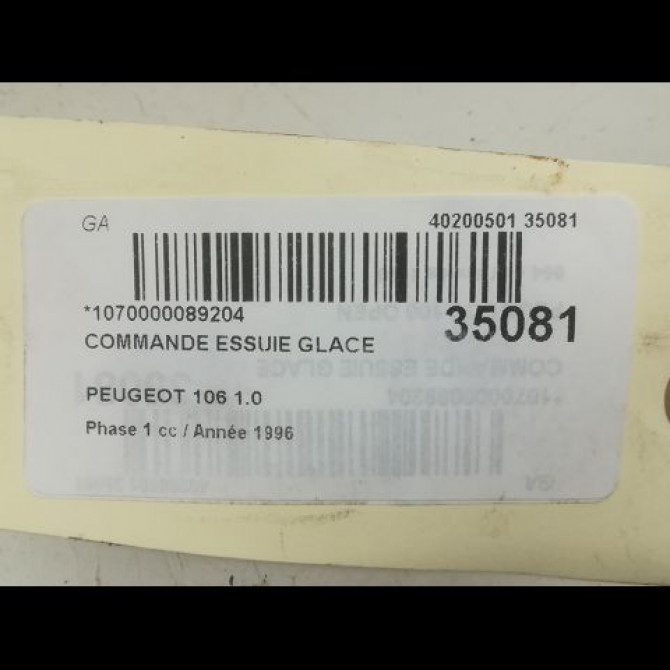 GA 40200501 35081
*1070000089204 35081
COMMANDE ESSUIE GLACE
PEUGEOT 106 1.0
Phase 1 cc / Année 1996